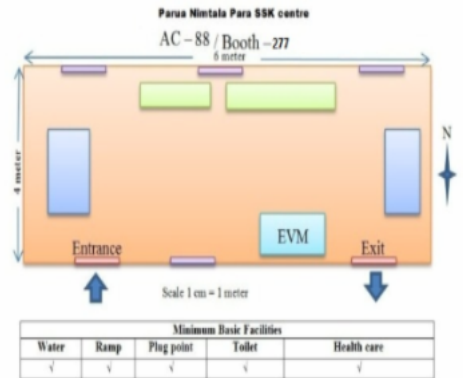 Parua Nimtala Para SSK centre
AC – 88 / Booth –277
6 meter
4 meter
N
EVM
Entrance
Exit
Scale 1 cm = 1 meter
Minimum Basic Facilities
Water Ramp Plug point Toilet Health care
√ √ √ √ √